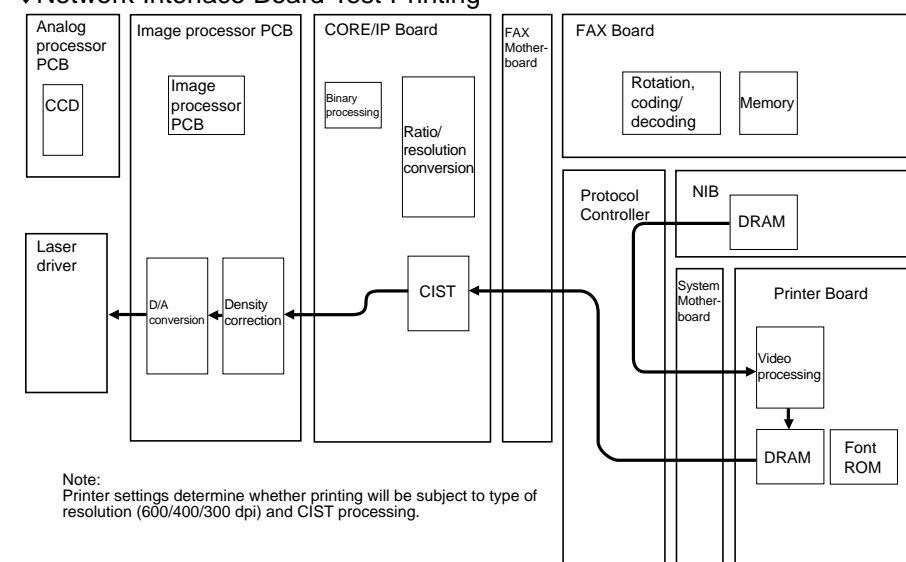 Network Interface Board Test Printing
Analog
processor
PCB
CCD
Image processor PCB
Image
processor
PCB
CORE/IP Board
Binary
processing
Ratio/
resolution
conversion
FAX
Mother-
board
FAX Board
Rotation,
coding/
decoding
Memory
Protocol
Controller
NIB
DRAM
Laser
driver
D/A
conversion
Density
correction
CIST
System
Mother-
board
Printer Board
Video
processing
DRAM
Font
ROM
Note:
Printer settings determine whether printing will be subject to type of
resolution (600/400/300 dpi) and CIST processing.